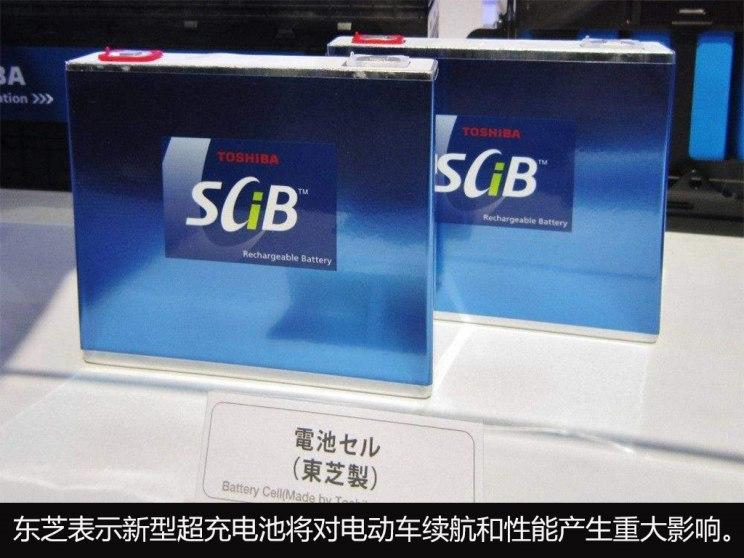 TOSHIBA
SCiB™
Rechargeable Battery
TOSHIBA
SCiB™
Rechargeable Battery
電池セル
(東芝製)
Battery Cell(Made by
东芝表示新型超充电池将对电动车续航和性能产生重大影响。